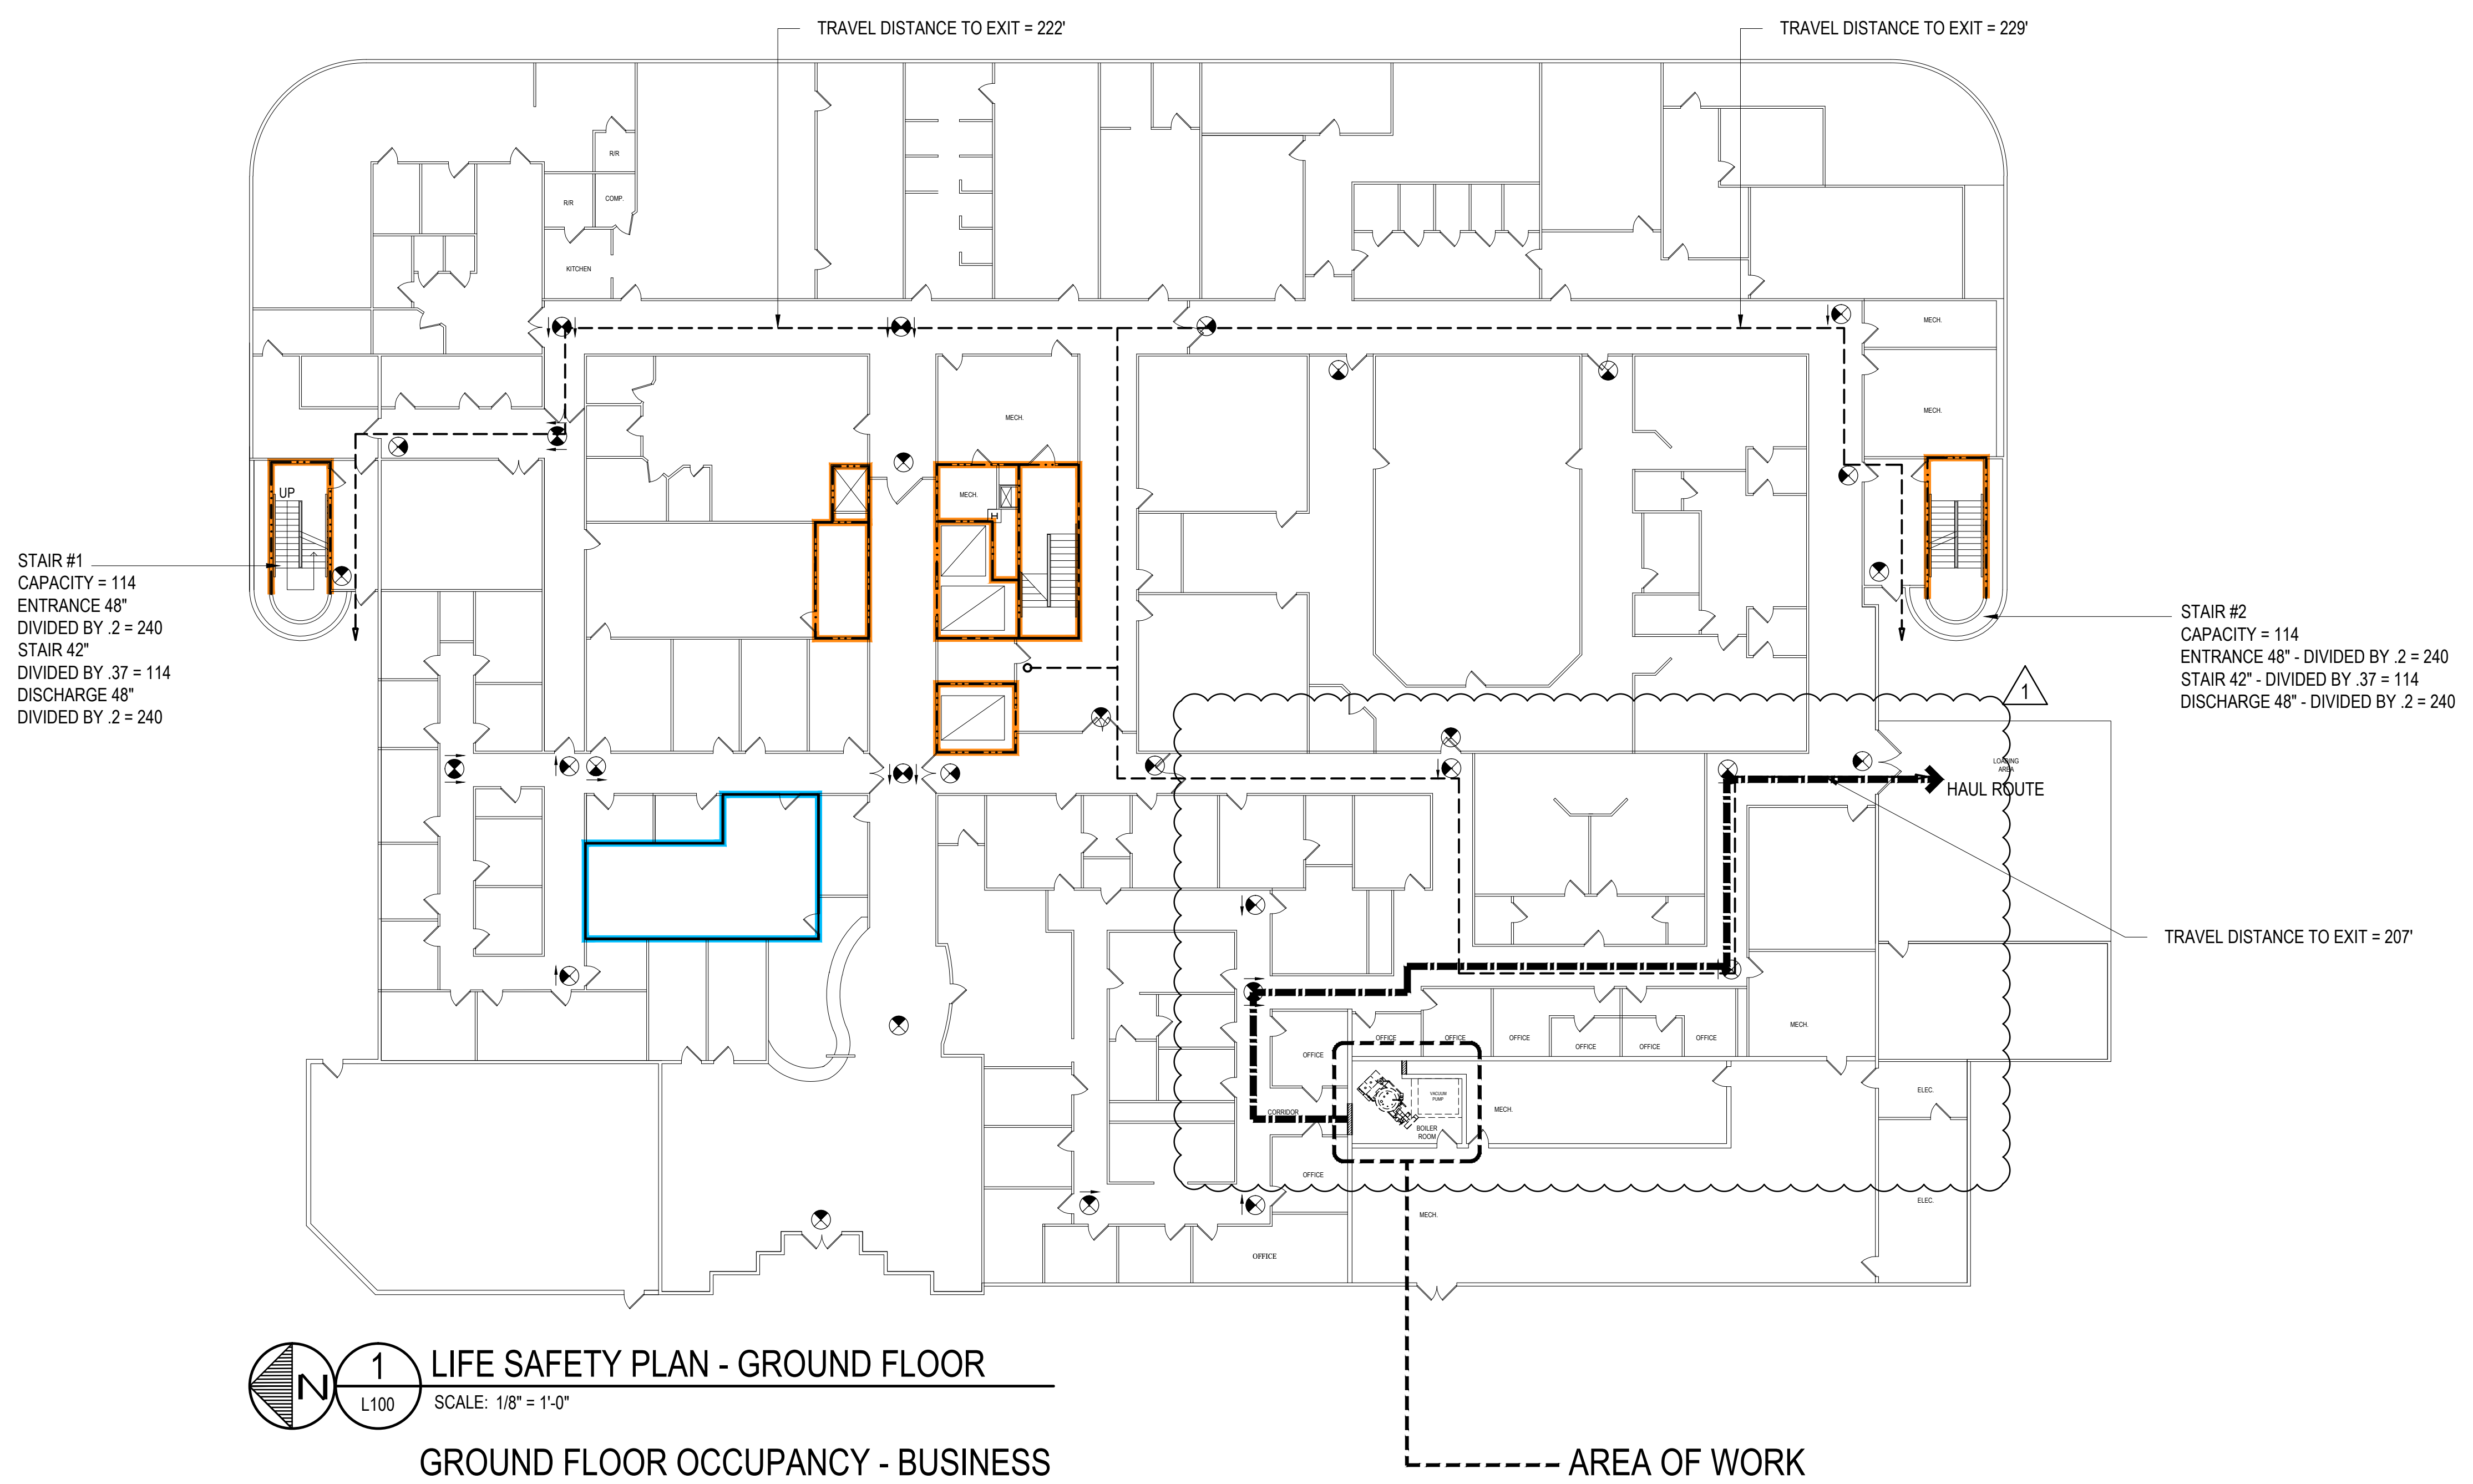 TRAVEL DISTANCE TO EXIT = 222'
TRAVEL DISTANCE TO EXIT = 229'
R/R
R/R
COMP.
KITCHEN
MECH.
MECH.
MECH.
MECH.
UP
H
STAIR #1
CAPACITY = 114
ENTRANCE 48"
DIVIDED BY .2 = 240
STAIR 42"
DIVIDED BY .37 = 114
DISCHARGE 48"
DIVIDED BY .2 = 240
STAIR #2
CAPACITY = 114
ENTRANCE 48" - DIVIDED BY .2 = 240
STAIR 42" - DIVIDED BY .37 = 114
DISCHARGE 48" - DIVIDED BY .2 = 240
1
LOADING
AREA
HAUL ROUTE
TRAVEL DISTANCE TO EXIT = 207'
MECH.
OFFICE
OFFICE
OFFICE
OFFICE
OFFICE
OFFICE
OFFICE
OFFICE
VACUUM
PUMP
MECH.
ELEC.
CORRIDOR
BOILER
ROOM
OFFICE
ELEC.
MECH.
OFFICE
N
1
L100
LIFE SAFETY PLAN - GROUND FLOOR
SCALE: 1/8" = 1'-0"
GROUND FLOOR OCCUPANCY - BUSINESS
AREA OF WORK